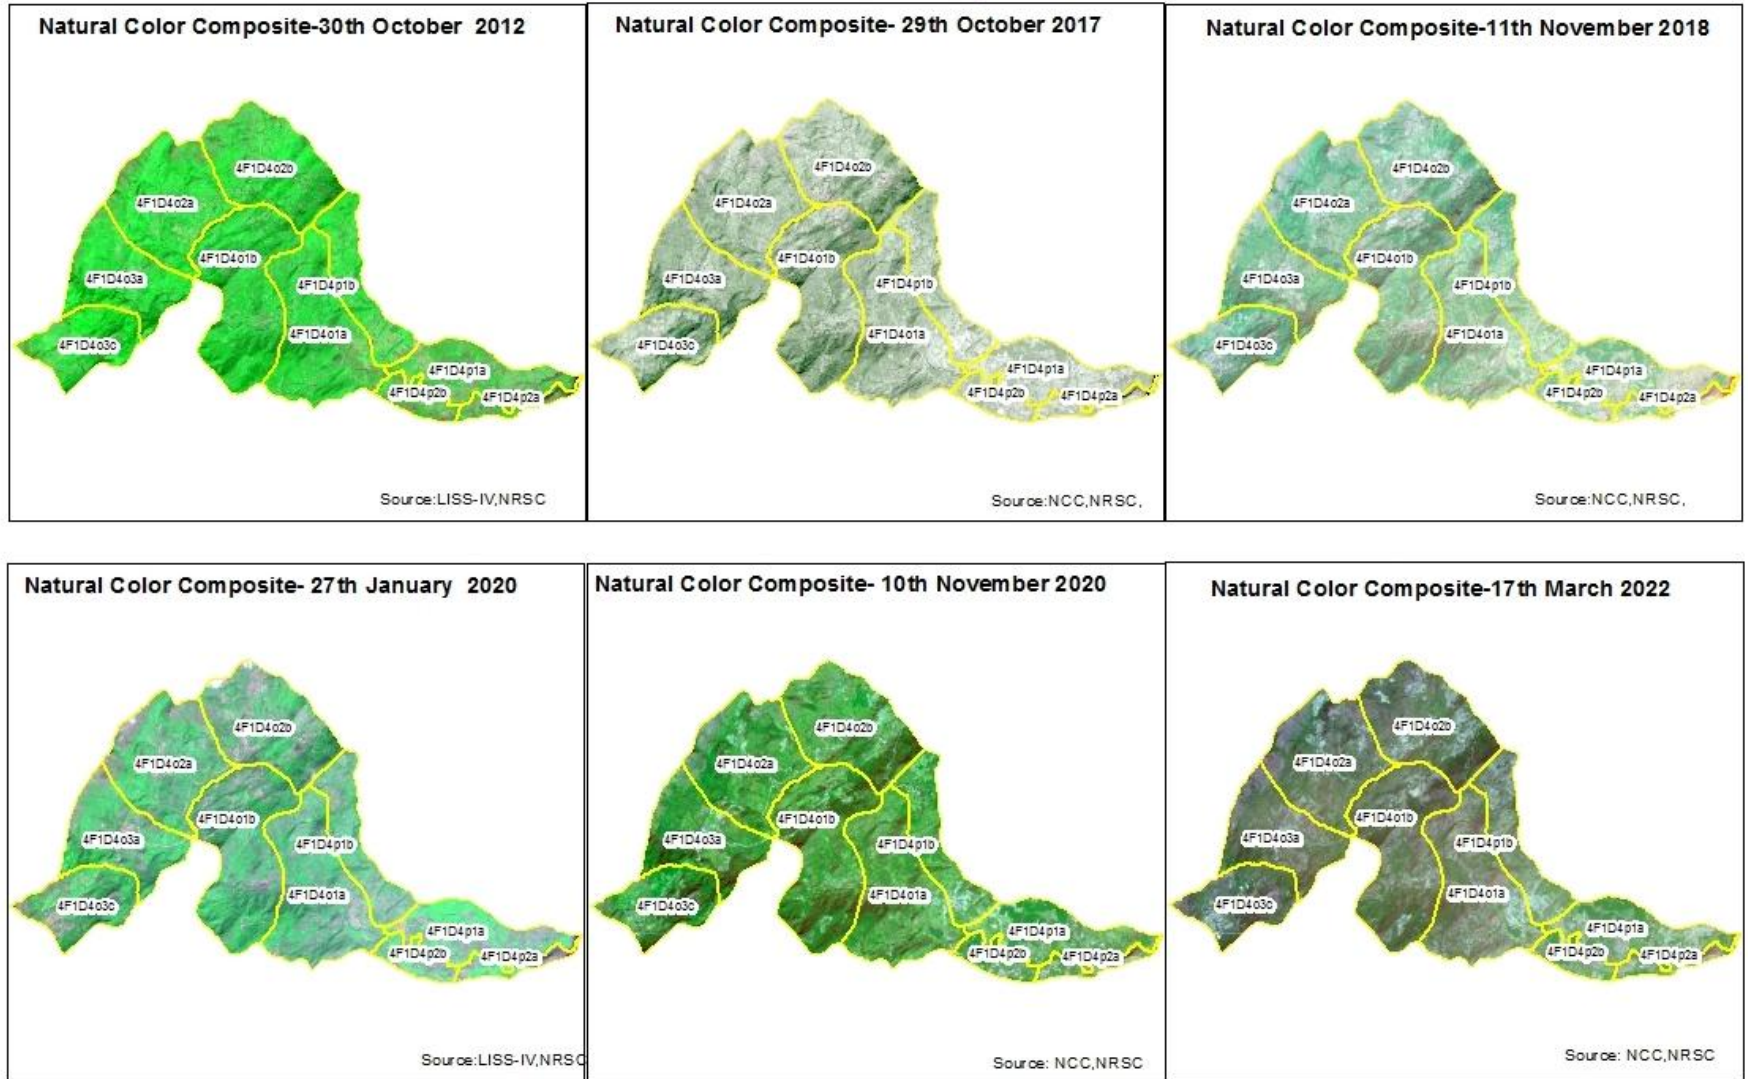 Natural Color Composite-30th October 2012
4F1D4o2b
4F1D4o2a
4F1D4o1b
4F1D4o3a
4F1D4p1b
4F1D4o1a
4F1D4o3c
4F1D4p1a
4F1D4p2b
4F1D4p2a
Source:LISS-IV,NRSC
Natural Color Composite- 29th October 2017
4F1D4o2b
4F1D4o2a
4F1D4o1b
4F1D4o3a
4F1D4p1b
4F1D4o1a
4F1D4o3c
4F1D4p1a
4F1D4p2b
4F1D4p2a
Source:NCC,NRSC,
Natural Color Composite-11th November 2018
4F1D4o2b
4F1D4o2a
4F1D4o1b
4F1D4o3a
4F1D4p1b
4F1D4o1a
4F1D4o3c
4F1D4p1a
4F1D4p2b
4F1D4p2a
Source:NCC,NRSC,
Natural Color Composite- 27th January 2020
4F1D4o2b
4F1D4o2a
4F1D4o1b
4F1D4o3a
4F1D4p1b
4F1D4o1a
4F1D4o3c
4F1D4p1a
4F1D4p2b
4F1D4p2a
Source:LISS-IV,NRSC
Natural Color Composite- 10th November 2020
4F1D4o2b
4F1D4o2a
4F1D4o1b
4F1D4o3a
4F1D4p1b
4F1D4o1a
4F1D4o3c
4F1D4p1a
4F1D4p2b
4F1D4p2a
Source: NCC,NRSC
Natural Color Composite-17th March 2022
4F1D4o2b
4F1D4o2a
4F1D4o1b
4F1D4o3a
4F1D4p1b
4F1D4o1a
4F1D4o3c
4F1D4p1a
4F1D4p2b
4F1D4p2a
Source: NCC,NRSC